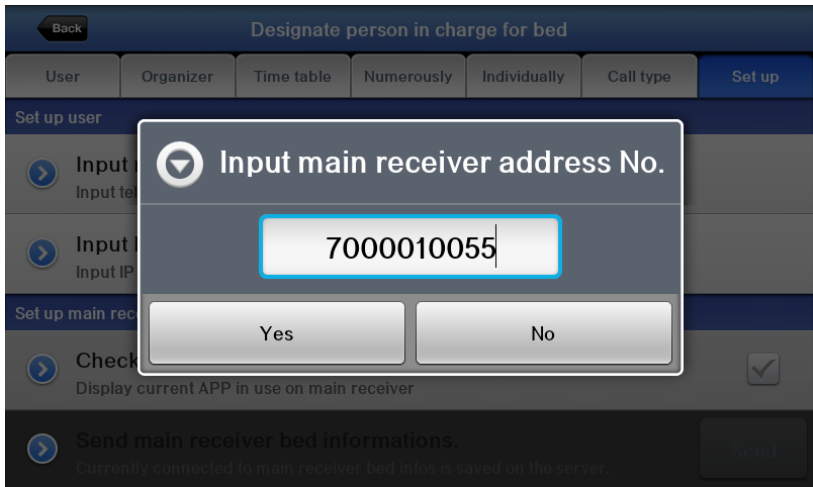 Back
Designate person in charge for bed
User Organizer Time table Numerously Individually Call type Set up
Set up user
Input main receiver address No.
Input
Input tel
7000010055
Input
Input IP
Set up main rec
Yes No
Check
Display current APP in use on main receiver
Send main receiver bed informations.
Currently connected to main receiver bed infos is saved on the server.
Send